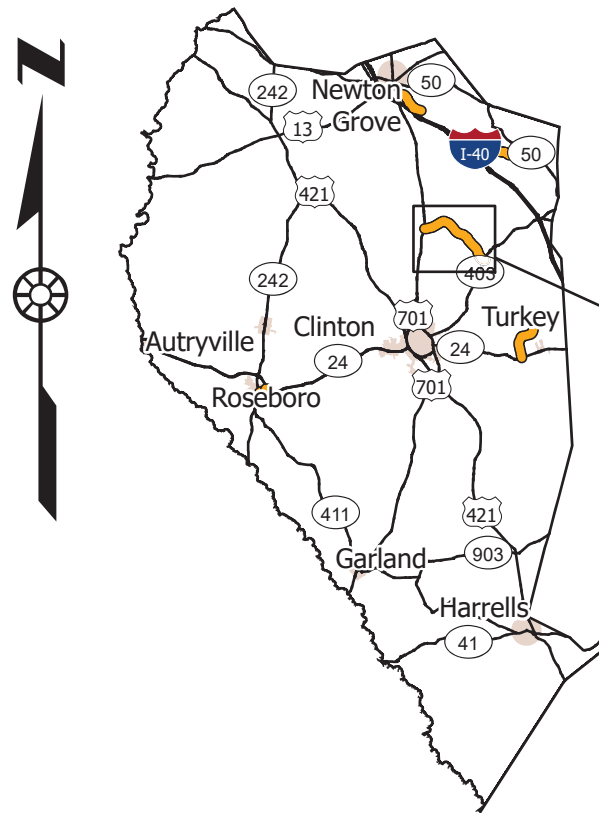 N
50
242
Newton
Grove
13
I-40
50
421
403
242
701
Turkey
Clinton
Autryville
24
24
701
Roseboro
411
421
903
Garland
Harrells
41